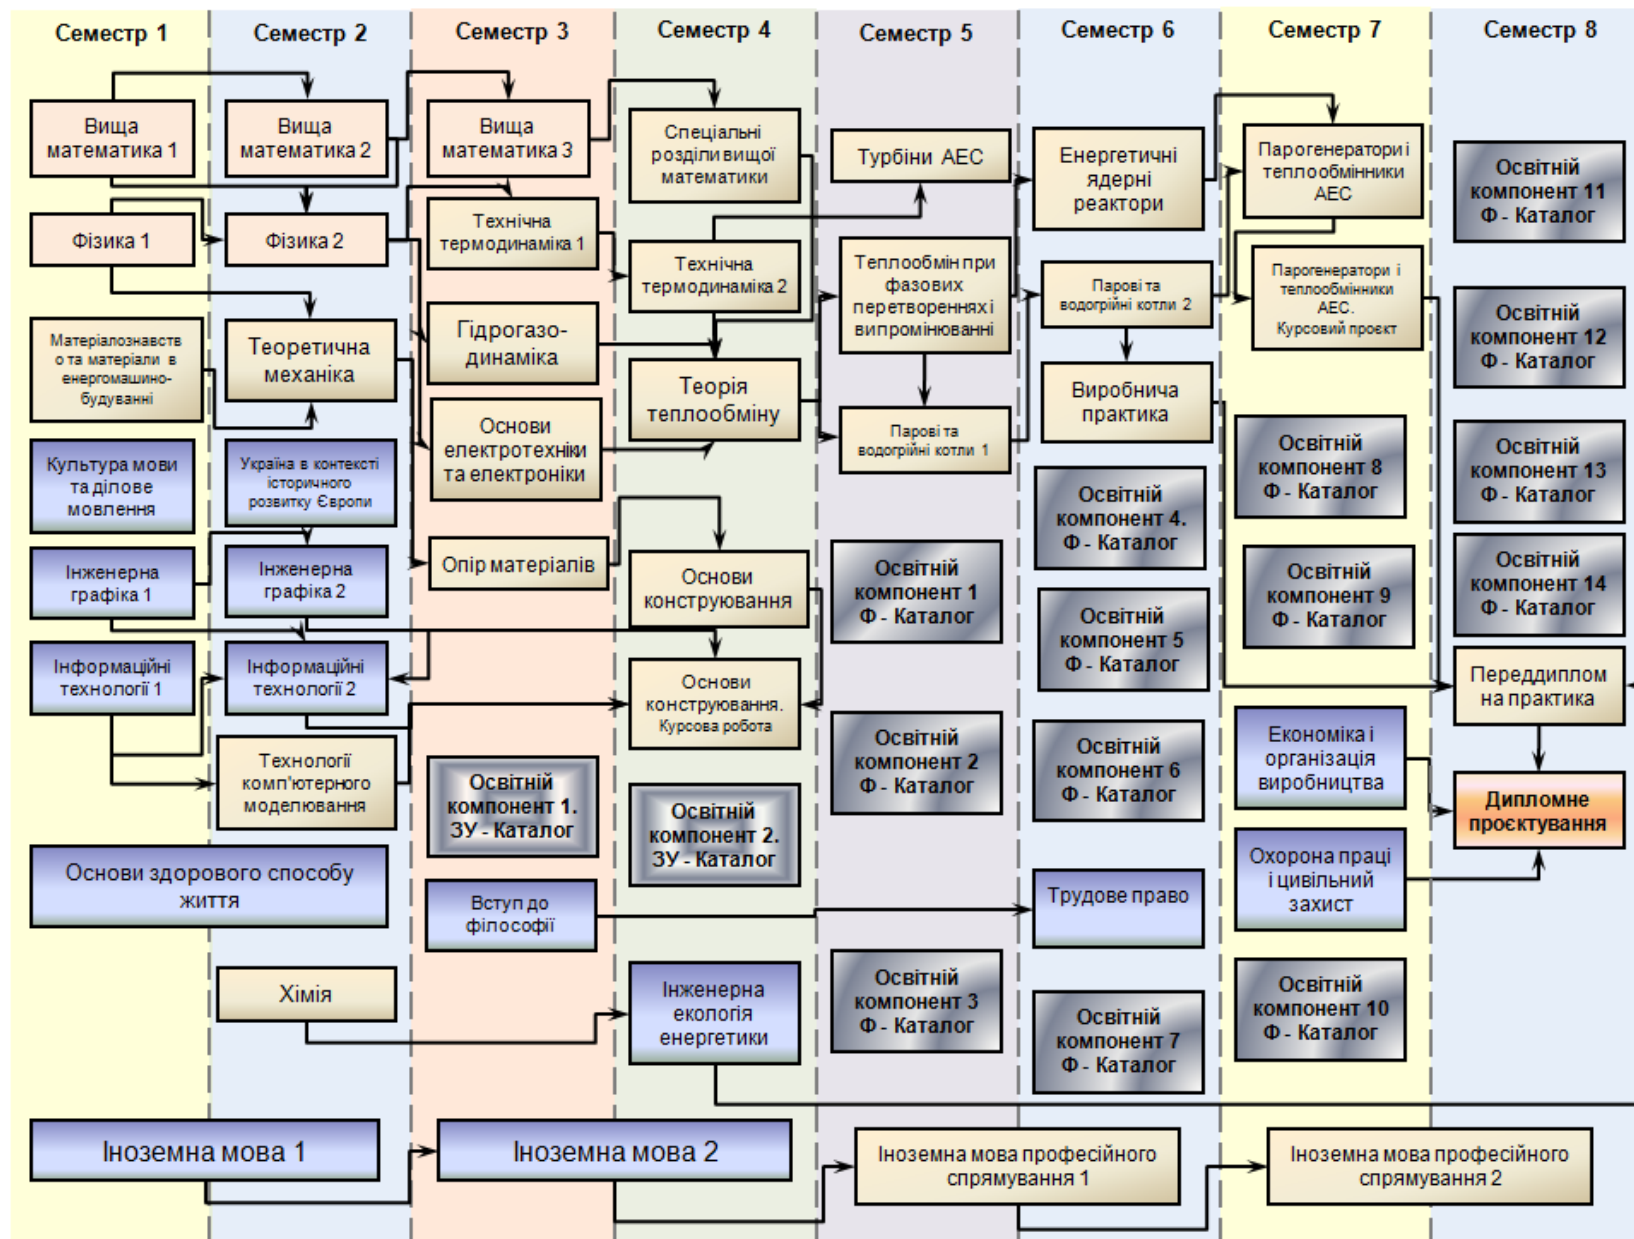 Семестр 1
Семестр 2
Семестр 3
Семестр 4
Семестр 5
Семестр 6
Семестр 7
Семестр 8
Вища
математика 1
Фізика 1
Матеріалознавств
о та матеріали в
енергомашино-
будуванні
Культура мови
та ділове
мовлення
Інженерна
графіка 1
Інформаційні
технології 1
Основи здорового способу
життя
Іноземна мова 1
Вища
математика 2
Фізика 2
Теоретична
механіка
Україна в контексті
історичного
розвитку Європи
Інженерна
графіка 2
Інформаційні
технології 2
Технології
комп'ютерного
моделювання
Хімія
Вища
математика 3
Технічна
термодинаміка 1
Гідрогазо-
динаміка
Основи
електротехніки
та електроніки
Опір матеріалів
Освітній
компонент 1.
ЗУ - Каталог
Вступ до
філософії
Іноземна мова 2
Спеціальні
розділи вищої
математики
Технічна
термодинаміка 2
Теорія
теплообміну
Основи
конструювання
Основи
конструювання.
Курсова робота
Освітній
компонент 2.
ЗУ - Каталог
Інженерна
екологія
енергетики
Турбіни АЕС
Теплообмін при
фазових
перетвореннях і
випромінюванні
Парові та
водогрійні котли 1
Освітній
компонент 1
Ф - Каталог
Освітній
компонент 2
Ф - Каталог
Освітній
компонент 3
Ф - Каталог
Іноземна мова професійного
спрямування 1
Енергетичні
ядерні
реактори
Парові та
водогрійні котли 2
Виробнича
практика
Освітній
компонент 4.
Ф - Каталог
Освітній
компонент 5
Ф - Каталог
Освітній
компонент 6
Ф - Каталог
Трудове право
Освітній
компонент 7
Ф - Каталог
Парогенератори і
теплообмінники
АЕС
Парогенератори і
теплообмінники
АЕС.
Курсовий проєкт
Освітній
компонент 8
Ф - Каталог
Освітній
компонент 9
Ф - Каталог
Економіка і
організація
виробництва
Охорона праці
і цивільний
захист
Освітній
компонент 10
Ф - Каталог
Іноземна мова професійного
спрямування 2
Освітній
компонент 11
Ф - Каталог
Освітній
компонент 12
Ф - Каталог
Освітній
компонент 13
Ф - Каталог
Освітній
компонент 14
Ф - Каталог
Переддиплом
на практика
Дипломне
проєктування